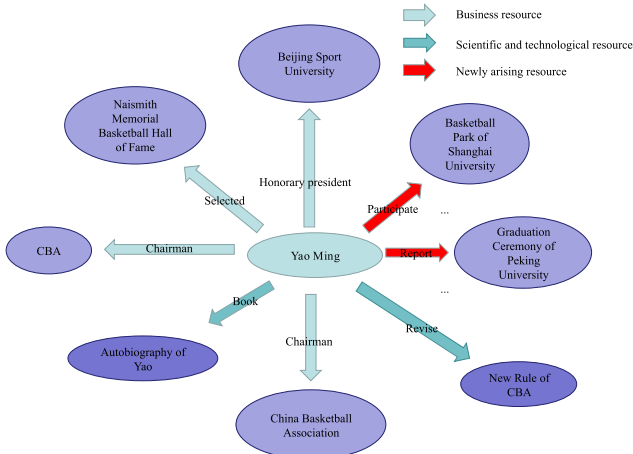 Business resource
Scientific and technological resource
Newly arising resource
Beijing Sport
University
Naismith
Memorial
Basketball Hall
of Fame
Basketball
Park of
Shanghai
University
Honorary president
Selected
Participate
...
CBA
Chairman
Yao Ming
Report
Graduation
Ceremony of
Peking
University
...
Book
Revise
Chairman
Autobiography of
Yao
New Rule of
CBA
China Basketball
Association